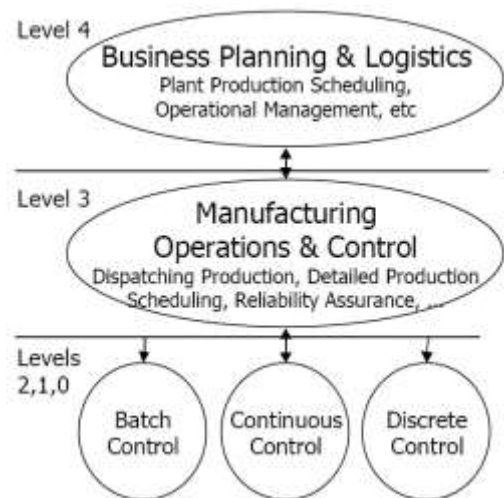 Level 4
Business Planning & Logistics
Plant Production Scheduling,
Operational Management, etc
Level 3
Manufacturing
Operations & Control
Dispatching Production, Detailed Production
Scheduling, Reliability Assurance, ...
Levels
2,1,0
Batch
Control
Continuous
Control
Discrete
Control